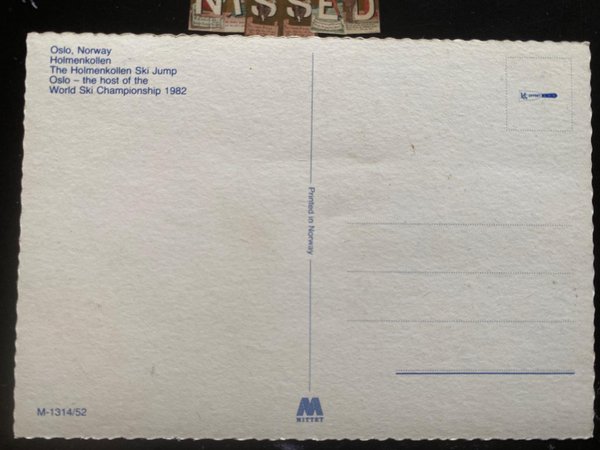 NISSED
Oslo, Norway
Holmenkollen
The Holmenkollen Ski Jump
Oslo – the host of the
World Ski Championship 1982
Printed in Norway
M-1314/52
M
MITTET